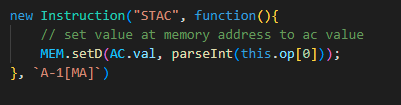 new Instruction("STAC", function(){
    // set value at memory address to ac value
    MEM.setD(AC.val, parseInt(this.op[0]));
}, `A-1[MA]`)